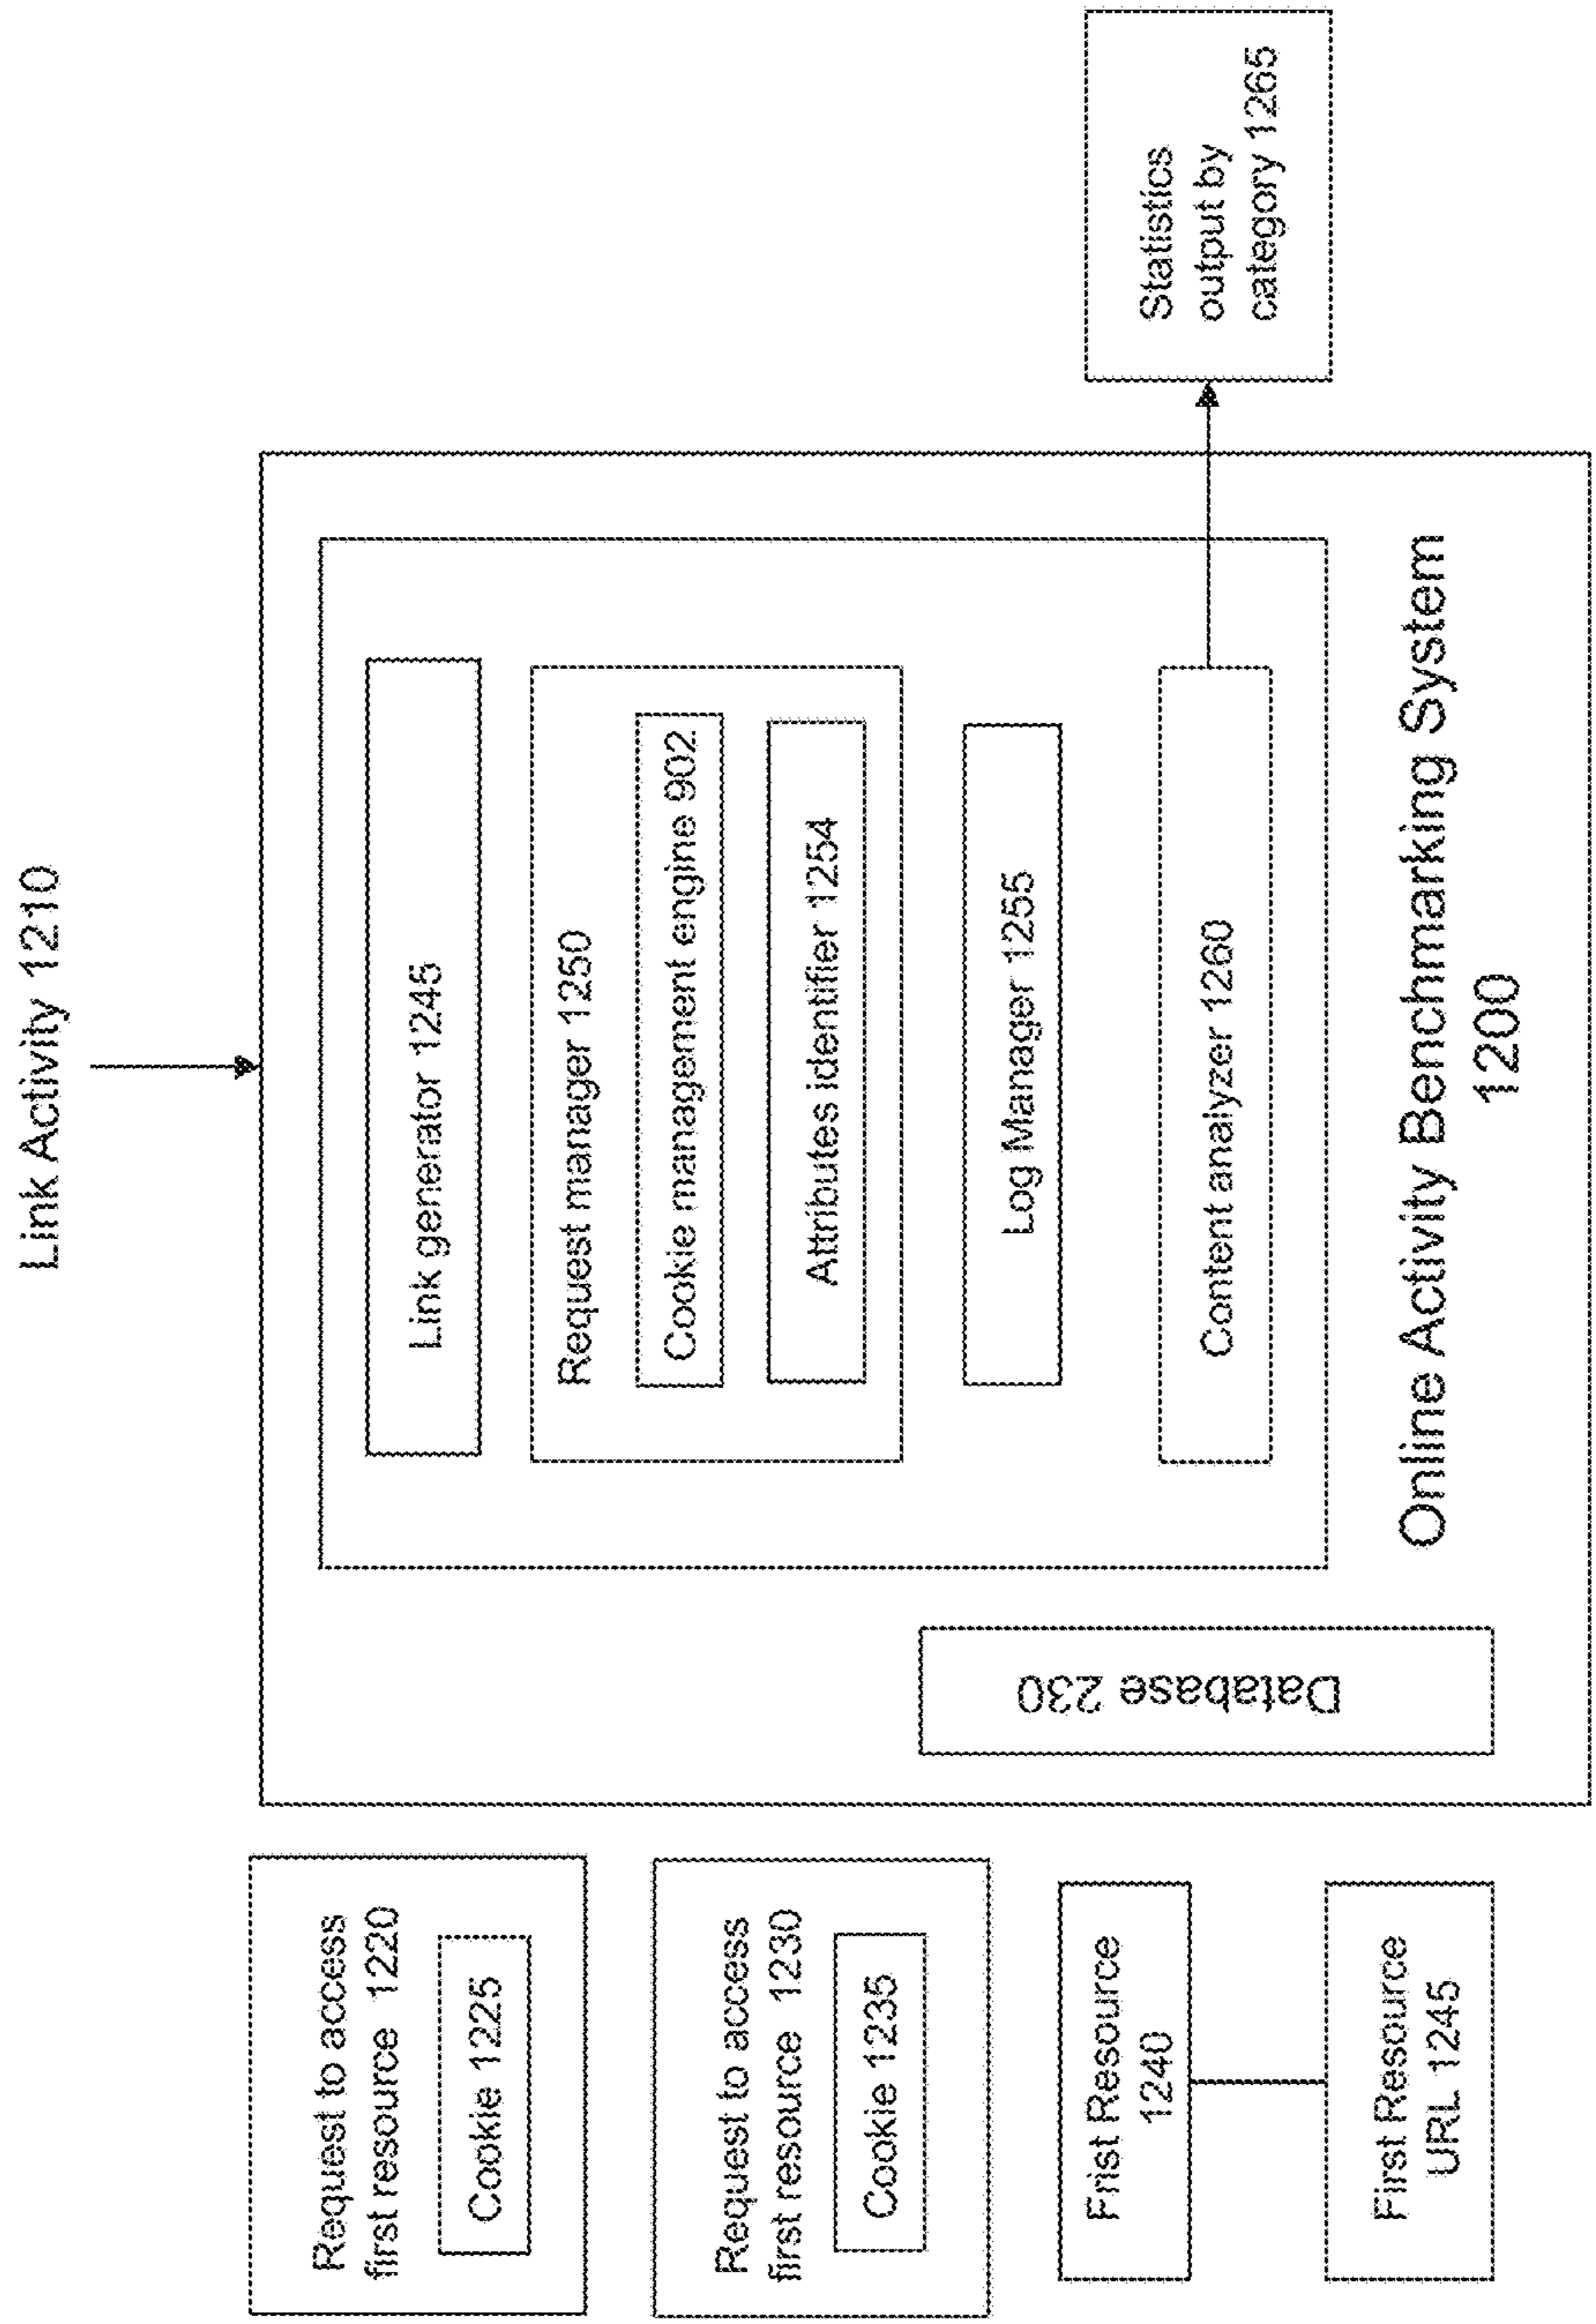 Link Activity 1210
Request to access
first resource 1220
Cookie 1225
Request to access
first resource 1230
Cookie 1235
Frist Resource
1240
First Resource
URL 1245
Database 230
Link generator 1245
Request manager 1250
Cookie management engine 902
Attributes identifier 1254
Log Manager 1255
Content analyzer 1260
Online Activity Benchmarking System
1200
Statistics
output by
category 1265